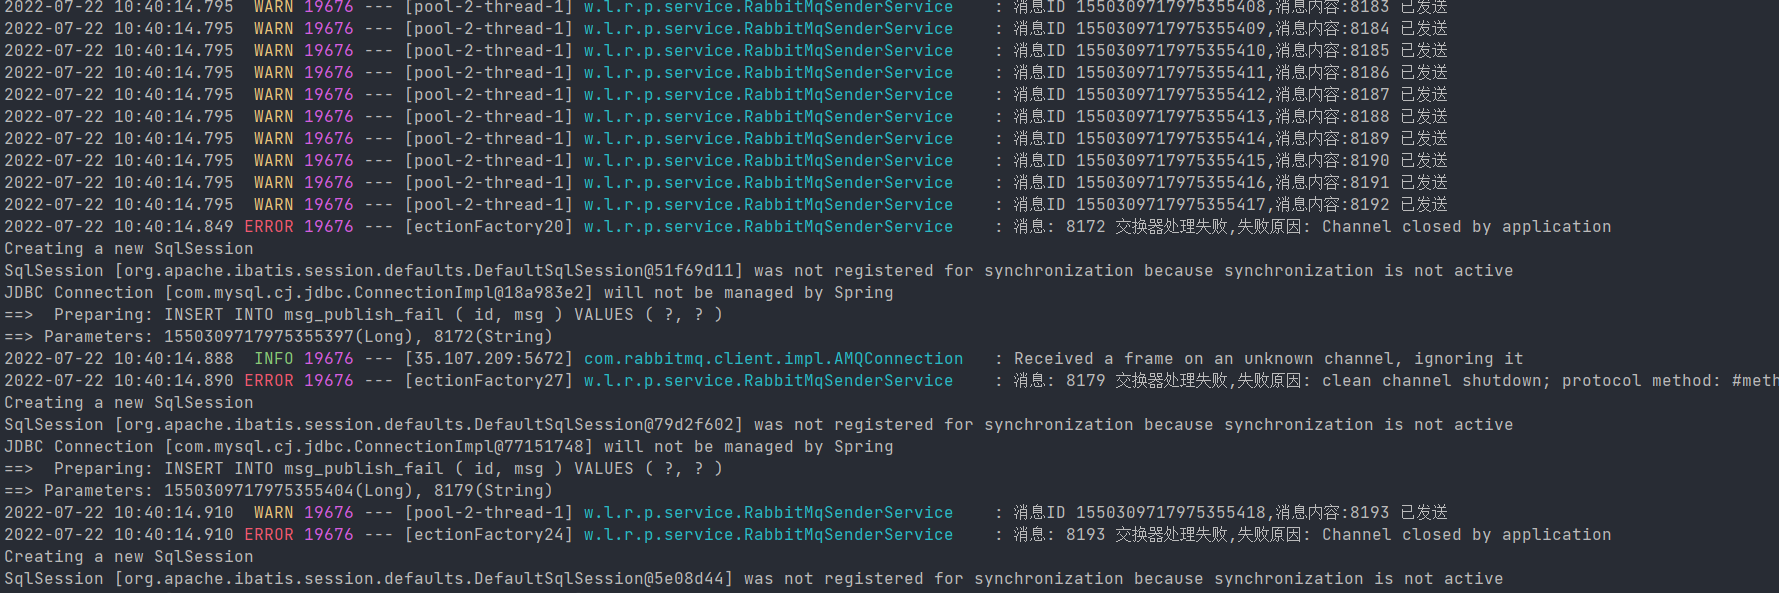 2022-07-22 10:40:14.795  WARN 19676 --- [pool-2-thread-1] w.l.r.p.service.RabbitMqSenderService    : 消息ID 1550309717975355408,消息内容:8183 已发送
2022-07-22 10:40:14.795  WARN 19676 --- [pool-2-thread-1] w.l.r.p.service.RabbitMqSenderService    : 消息ID 1550309717975355409,消息内容:8184 已发送
2022-07-22 10:40:14.795  WARN 19676 --- [pool-2-thread-1] w.l.r.p.service.RabbitMqSenderService    : 消息ID 1550309717975355410,消息内容:8185 已发送
2022-07-22 10:40:14.795  WARN 19676 --- [pool-2-thread-1] w.l.r.p.service.RabbitMqSenderService    : 消息ID 1550309717975355411,消息内容:8186 已发送
2022-07-22 10:40:14.795  WARN 19676 --- [pool-2-thread-1] w.l.r.p.service.RabbitMqSenderService    : 消息ID 1550309717975355412,消息内容:8187 已发送
2022-07-22 10:40:14.795  WARN 19676 --- [pool-2-thread-1] w.l.r.p.service.RabbitMqSenderService    : 消息ID 1550309717975355413,消息内容:8188 已发送
2022-07-22 10:40:14.795  WARN 19676 --- [pool-2-thread-1] w.l.r.p.service.RabbitMqSenderService    : 消息ID 1550309717975355414,消息内容:8189 已发送
2022-07-22 10:40:14.795  WARN 19676 --- [pool-2-thread-1] w.l.r.p.service.RabbitMqSenderService    : 消息ID 1550309717975355415,消息内容:8190 已发送
2022-07-22 10:40:14.795  WARN 19676 --- [pool-2-thread-1] w.l.r.p.service.RabbitMqSenderService    : 消息ID 1550309717975355416,消息内容:8191 已发送
2022-07-22 10:40:14.795  WARN 19676 --- [pool-2-thread-1] w.l.r.p.service.RabbitMqSenderService    : 消息ID 1550309717975355417,消息内容:8192 已发送
2022-07-22 10:40:14.849 ERROR 19676 --- [ectionFactory20] w.l.r.p.service.RabbitMqSenderService    : 消息: 8172 交换器处理失败,失败原因: Channel closed by application
Creating a new SqlSession
SqlSession [org.apache.ibatis.session.defaults.DefaultSqlSession@51f69d11] was not registered for synchronization because synchronization is not active
JDBC Connection [com.mysql.cj.jdbc.ConnectionImpl@18a983e2] will not be managed by Spring
==>  Preparing: INSERT INTO msg_publish_fail ( id, msg ) VALUES ( ?, ? )
==> Parameters: 1550309717975355397(Long), 8172(String)
2022-07-22 10:40:14.888  INFO 19676 --- [35.107.209:5672] com.rabbitmq.client.impl.AMQConnection   : Received a frame on an unknown channel, ignoring it
2022-07-22 10:40:14.890 ERROR 19676 --- [ectionFactory27] w.l.r.p.service.RabbitMqSenderService    : 消息: 8179 交换器处理失败,失败原因: clean channel shutdown; protocol method: #meth
Creating a new SqlSession
SqlSession [org.apache.ibatis.session.defaults.DefaultSqlSession@79d2f602] was not registered for synchronization because synchronization is not active
JDBC Connection [com.mysql.cj.jdbc.ConnectionImpl@77151748] will not be managed by Spring
==>  Preparing: INSERT INTO msg_publish_fail ( id, msg ) VALUES ( ?, ? )
==> Parameters: 1550309717975355404(Long), 8179(String)
2022-07-22 10:40:14.910  WARN 19676 --- [pool-2-thread-1] w.l.r.p.service.RabbitMqSenderService    : 消息ID 1550309717975355418,消息内容:8193 已发送
2022-07-22 10:40:14.910 ERROR 19676 --- [ectionFactory24] w.l.r.p.service.RabbitMqSenderService    : 消息: 8193 交换器处理失败,失败原因: Channel closed by application
Creating a new SqlSession
SqlSession [org.apache.ibatis.session.defaults.DefaultSqlSession@5e08d44] was not registered for synchronization because synchronization is not active